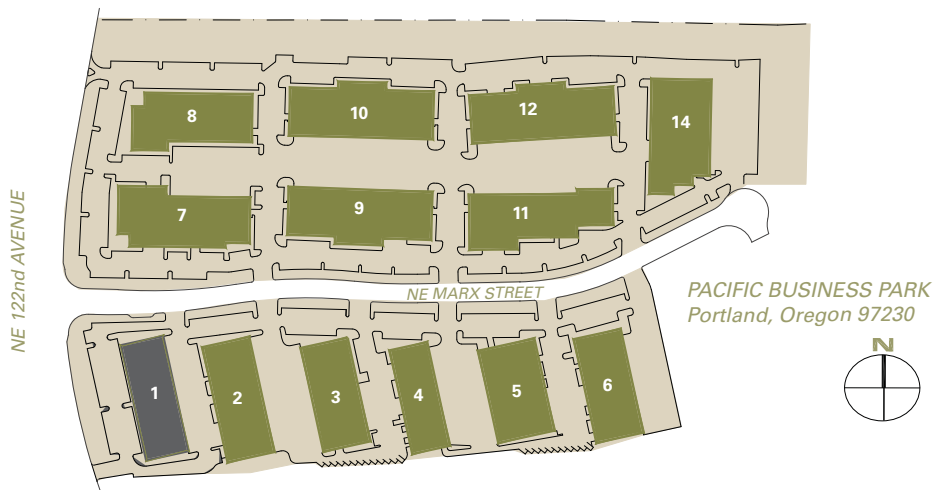 8
10
12
14
7
9
11
NE 122nd AVENUE
NE MARX STREET
PACIFIC BUSINESS PARK
Portland, Oregon 97230
N
1
2
3
4
5
6